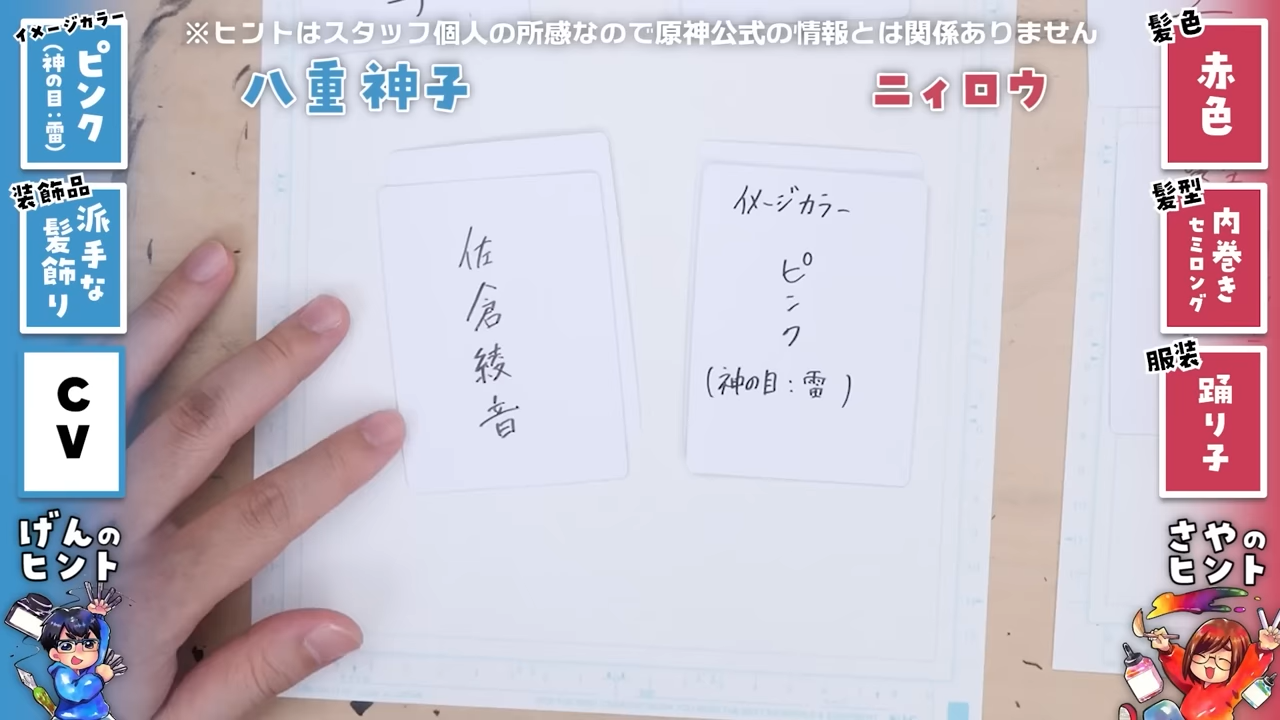 ※ヒントはスタッフ個人の所感なので原神公式の情報とは関係ありません
八重神子
ニィロウ
イメージカラー
ピンク
(神の目:雷)
装飾品
派手な
髪飾り
CV
げんの
ヒント
佐倉綾音
イメージカラー
ピンク
(神の目:雷)
髪色
赤色
髪型
内巻き
セミロング
服装
踊り子
さやの
ヒント